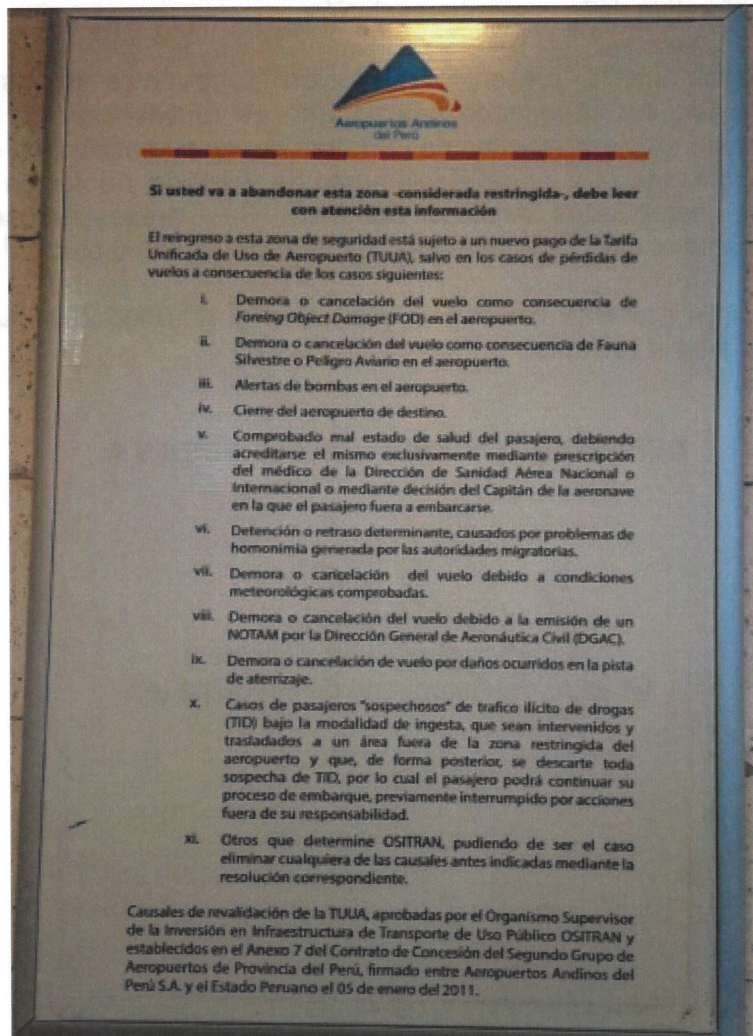 Aeropuertos Andinos
del Perú
Si usted va a abandonar esta zona -considerada restringida-, debe leer
con atención esta información
El reingreso a esta zona de seguridad está sujeto a un nuevo pago de la Tarifa
Unificada de Uso de Aeropuerto (TUUA), salvo en los casos de pérdidas de
vuelos a consecuencia de los casos siguientes:
i. Demora o cancelación del vuelo como consecuencia de
Foreing Object Damage (FOD) en el aeropuerto.
ii. Demora o cancelación del vuelo como consecuencia de Fauna
Silvestre o Peligro Aviario en el aeropuerto.
iii. Alertas de bombas en el aeropuerto.
iv. Cierre del aeropuerto de destino.
v. Comprobado mal estado de salud del pasajero, debiendo
acreditarse el mismo exclusivamente mediante prescripción
del médico de la Dirección de Sanidad Aérea Nacional o
Internacional o mediante decisión del Capitán de la aeronave
en la que el pasajero fuera a embarcarse.
vi. Detención o retraso determinante, causados por problemas de
homonimia generada por las autoridades migratorias.
vii. Demora o cancelación del vuelo debido a condiciones
meteorológicas comprobadas.
viii. Demora o cancelación del vuelo debido a la emisión de un
NOTAM por la Dirección General de Aeronáutica Civil (DGAC).
ix. Demora o cancelación de vuelo por daños ocurridos en la pista
de aterrizaje.
x. Casos de pasajeros "sospechosos" de trafico ilícito de drogas
(TID) bajo la modalidad de ingesta, que sean intervenidos y
trasladados a un área fuera de la zona restringida del
aeropuerto y que, de forma posterior, se descarte toda
sospecha de TID, por lo cual el pasajero podrá continuar su
proceso de embarque, previamente interrumpido por acciones
fuera de su responsabilidad.
xi. Otros que determine OSITRAN, pudiendo de ser el caso
eliminar cualquiera de las causales antes indicadas mediante la
resolución correspondiente.
Causales de revalidación de la TUUA, aprobadas por el Organismo Supervisor
de la Inversión en Infraestructura de Transporte de Uso Público OSITRAN y
establecidos en el Anexo 7 del Contrato de Concesión del Segundo Grupo de
Aeropuertos de Provincia del Perú, firmado entre Aeropuertos Andinos del
Perú S.A. y el Estado Peruano el 05 de enero del 2011.